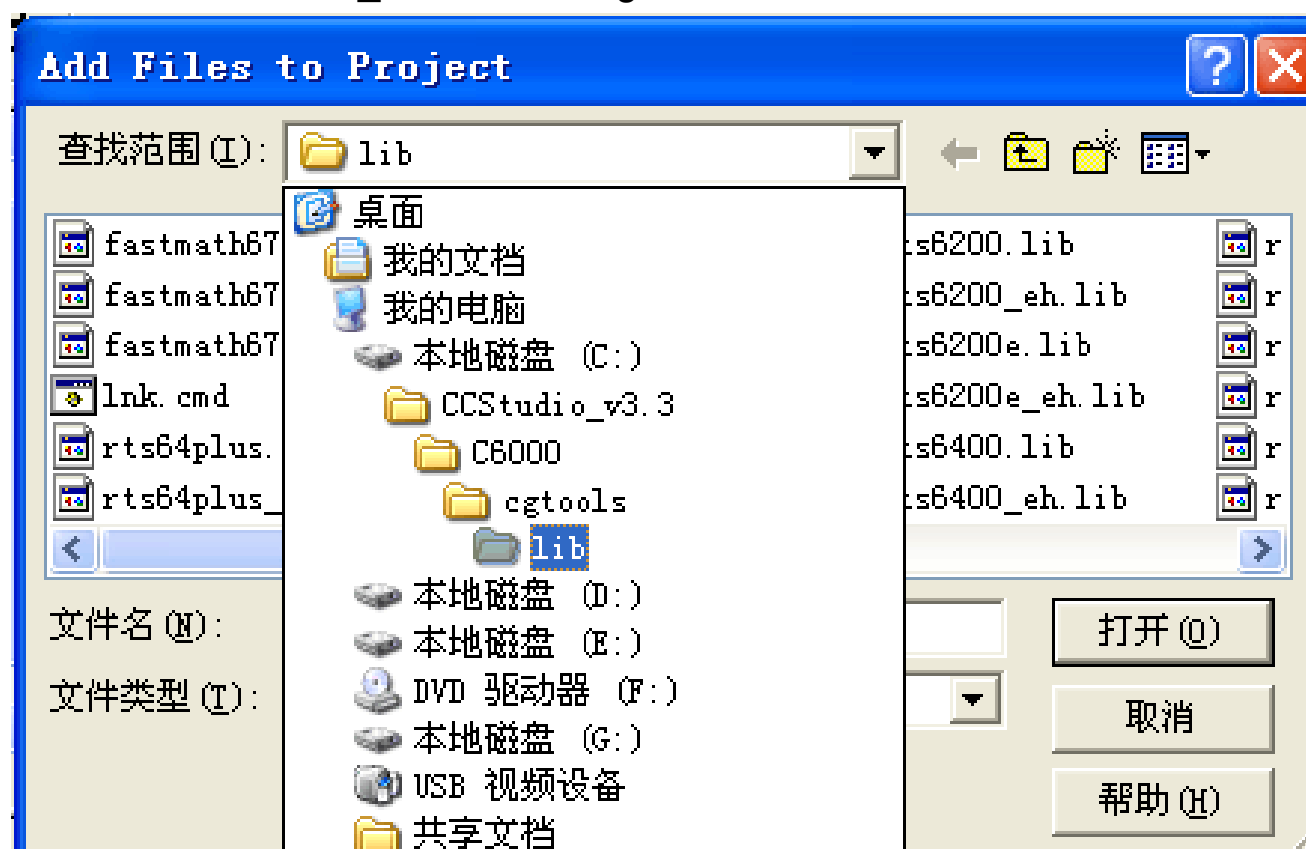 Add Files to Project
查找范围(I): lib
桌面
我的文档
我的电脑
本地磁盘 (C:)
CCStudio_v3.3
C6000
cgtools
lib
本地磁盘 (D:)
本地磁盘 (E:)
DVD 驱动器 (F:)
本地磁盘 (G:)
USB 视频设备
共享文档
fastmath67
fastmath67
fastmath67
lnk.cmd
rts64plus.
rts64plus_
ts6200.lib
ts6200_eh.lib
ts6200e.lib
ts6200e_eh.lib
ts6400.lib
ts6400_eh.lib
r
r
r
r
r
r
文件名(N):
打开(O)
文件类型(T):
取消
帮助(H)